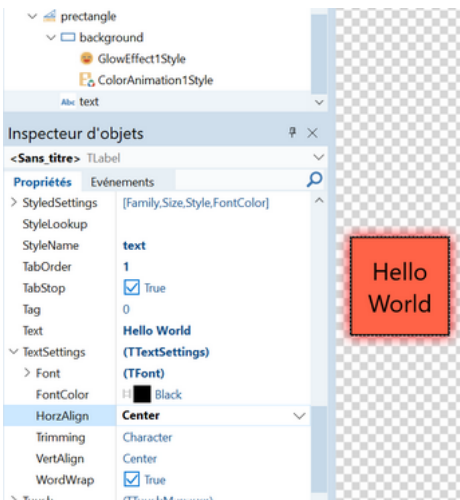 prectangle
background
GlowEffect1Style
ColorAnimation1Style
Abc text
Inspecteur d'objets
<Sans_titre> TLabel
Propriétés Evénements
StyledSettings [Family,Size,Style,FontColor]
StyleLookup
StyleName text
TabOrder 1
TabStop True
Tag 0
Text Hello World
TextSettings (TTextSettings)
Font (TFont)
FontColor Black
HorzAlign Center
Trimming Character
VertAlign Center
WordWrap True
Hello
World